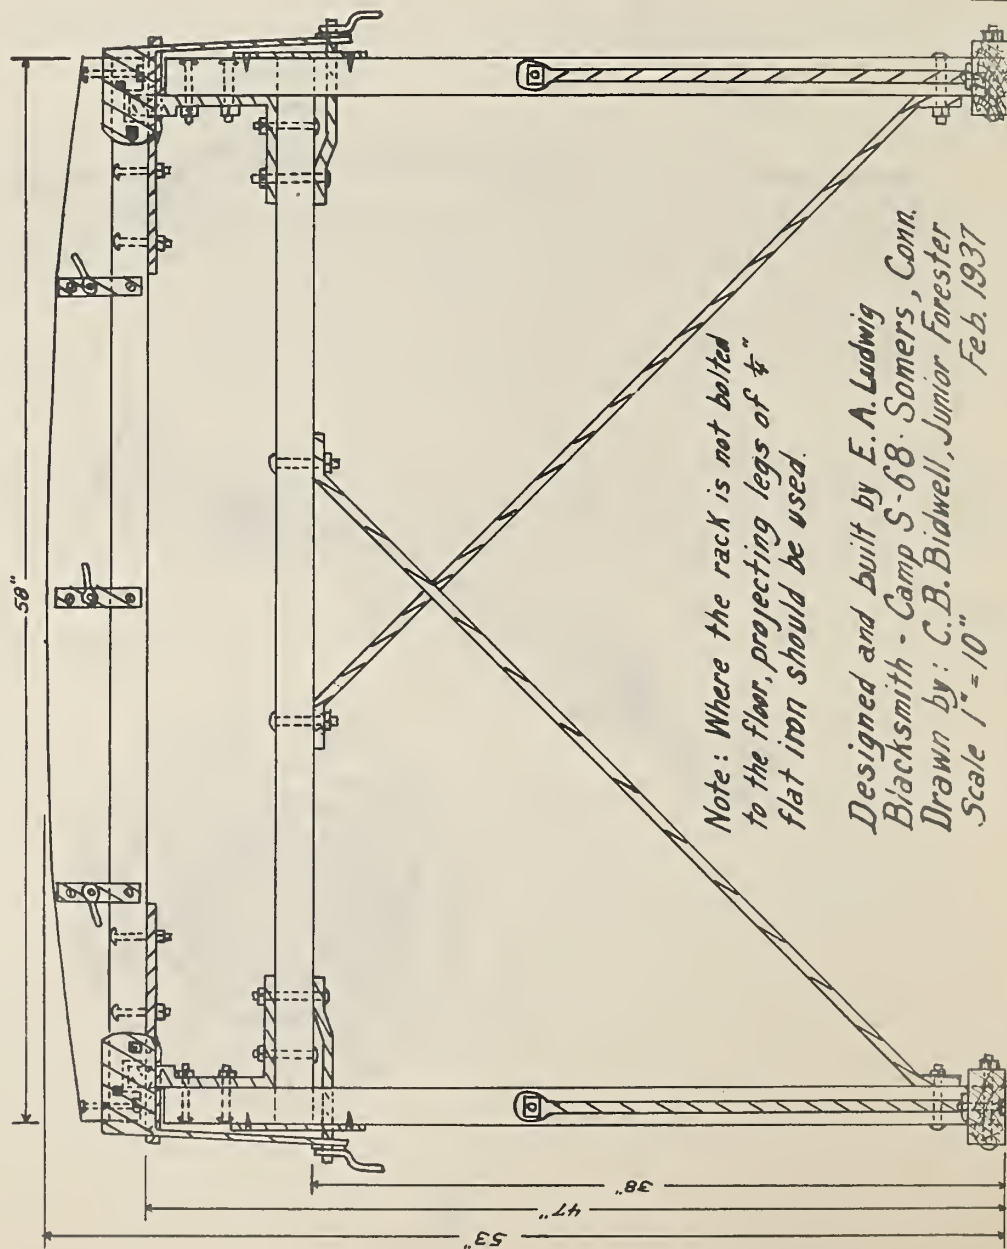 58"
38"
47"
53"
Note: Where the rack is not bolted
to the floor, projecting legs of ¼"
flat iron should be used.
Designed and built by E.A. Ludwig
Blacksmith - Camp S-68 · Somers, Conn.
Drawn by: C.B. Bidwell, Junior Forester
Scale 1" = 10" Feb. 1937